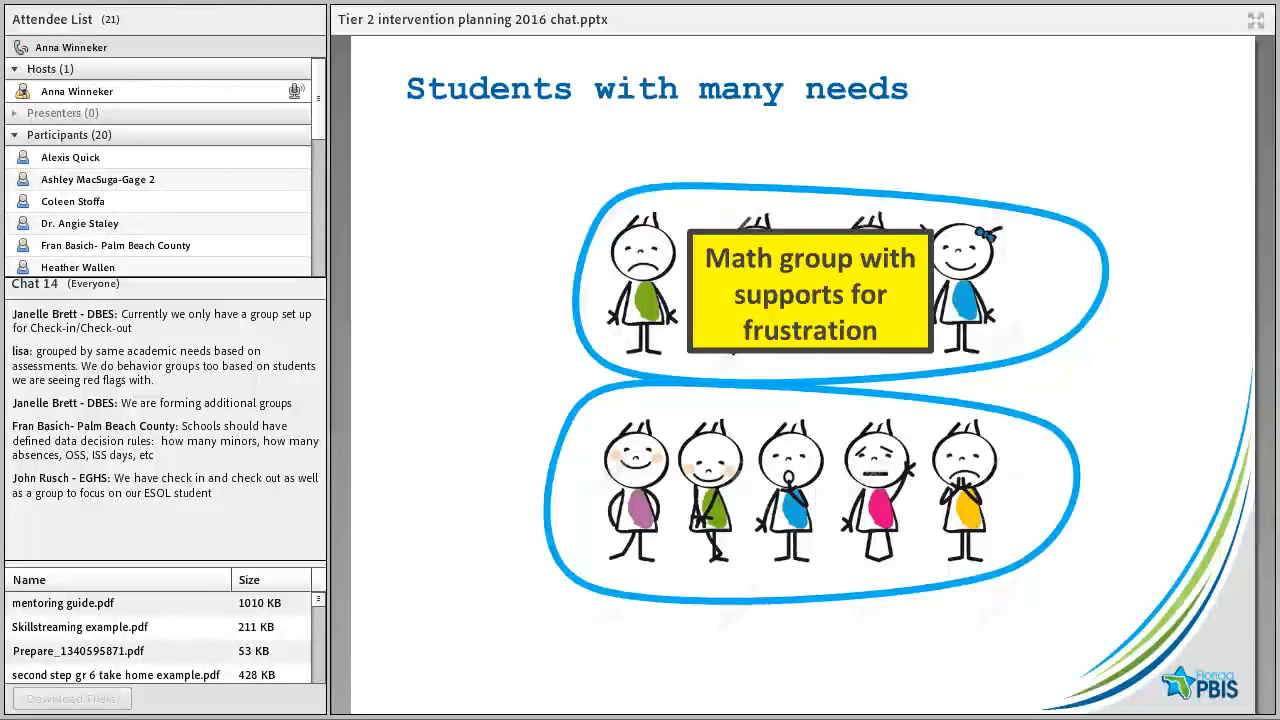 Attendee List (21)
Anna Winneker
Hosts (1)
Anna Winneker
Presenters (0)
Participants (20)
Alexis Quick
Ashley MacSuga-Gage 2
Coleen Stoffa
Dr. Angie Staley
Fran Basich- Palm Beach County
Heather Wallen
Chat 14 (Everyone)
Janelle Brett - DBES: Currently we only have a group set up
for Check-in/Check-out
lisa: grouped by same academic needs based on
assessments. We do behavior groups too based on students
we are seeing red flags with.
Janelle Brett - DBES: We are forming additional groups
Fran Basich- Palm Beach County: Schools should have
defined data decision rules: how many minors, how many
absences, OSS, ISS days, etc
John Rusch - EGHS: We have check in and check out as well
as a group to focus on our ESOL student
Name Size
mentoring guide.pdf 1010 KB
Skillstreaming example.pdf 211 KB
Prepare_1340595871.pdf 53 KB
second step gr 6 take home example.pdf 428 KB
Download File(s)
Tier 2 intervention planning 2016 chat.pptx
Students with many needs
Math group with
supports for
frustration
Florida
PBIS